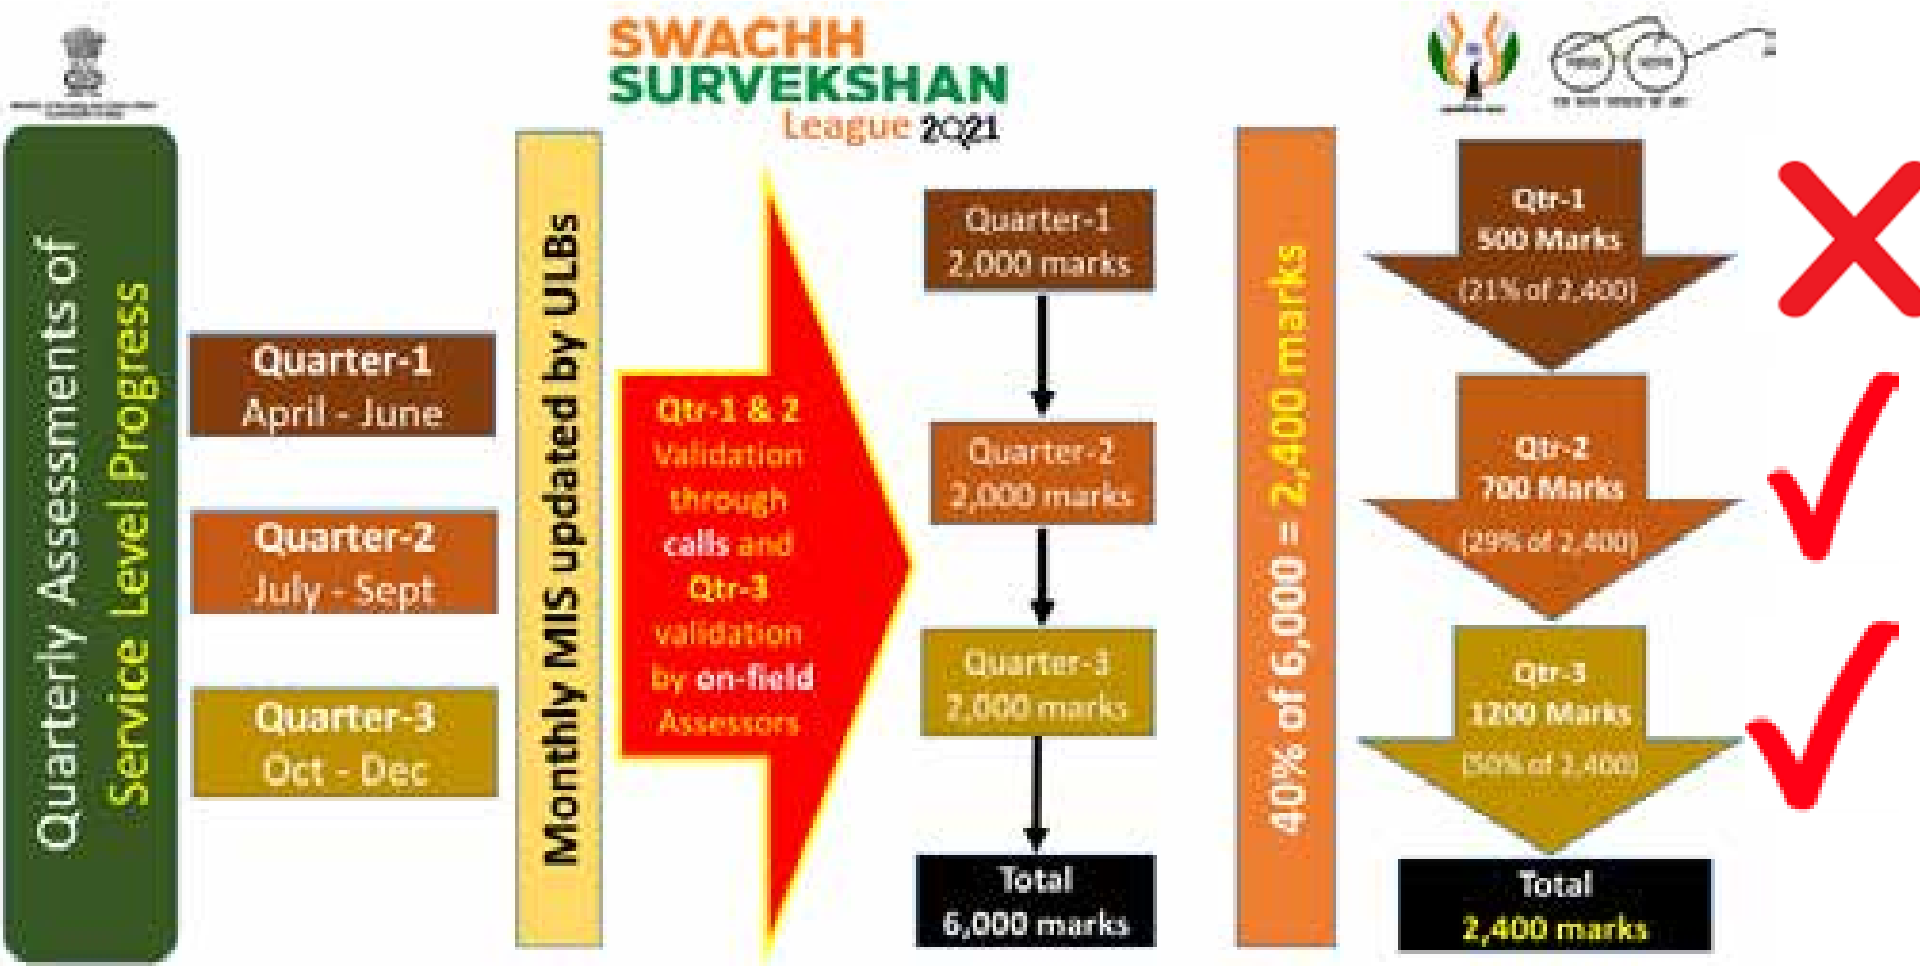 SWACHH
SURVEKSHAN
League 2021
Quarterly Assessments of
Service Level Progress
Quarter-1
April - June
Quarter-2
July - Sept
Quarter-3
Oct - Dec
Monthly MIS updated by ULBs
Qtr-1 & 2
Validation
through
calls and
Qtr-3
validation
by on-field
Assessors
Quarter-1
2,000 marks
Quarter-2
2,000 marks
Quarter-3
2,000 marks
Total
6,000 marks
40% of 6,000 = 2,400 marks
Qtr-1
500 Marks
(21% of 2,400)
Qtr-2
700 Marks
(29% of 2,400)
Qtr-3
1200 Marks
(50% of 2,400)
Total
2,400 marks